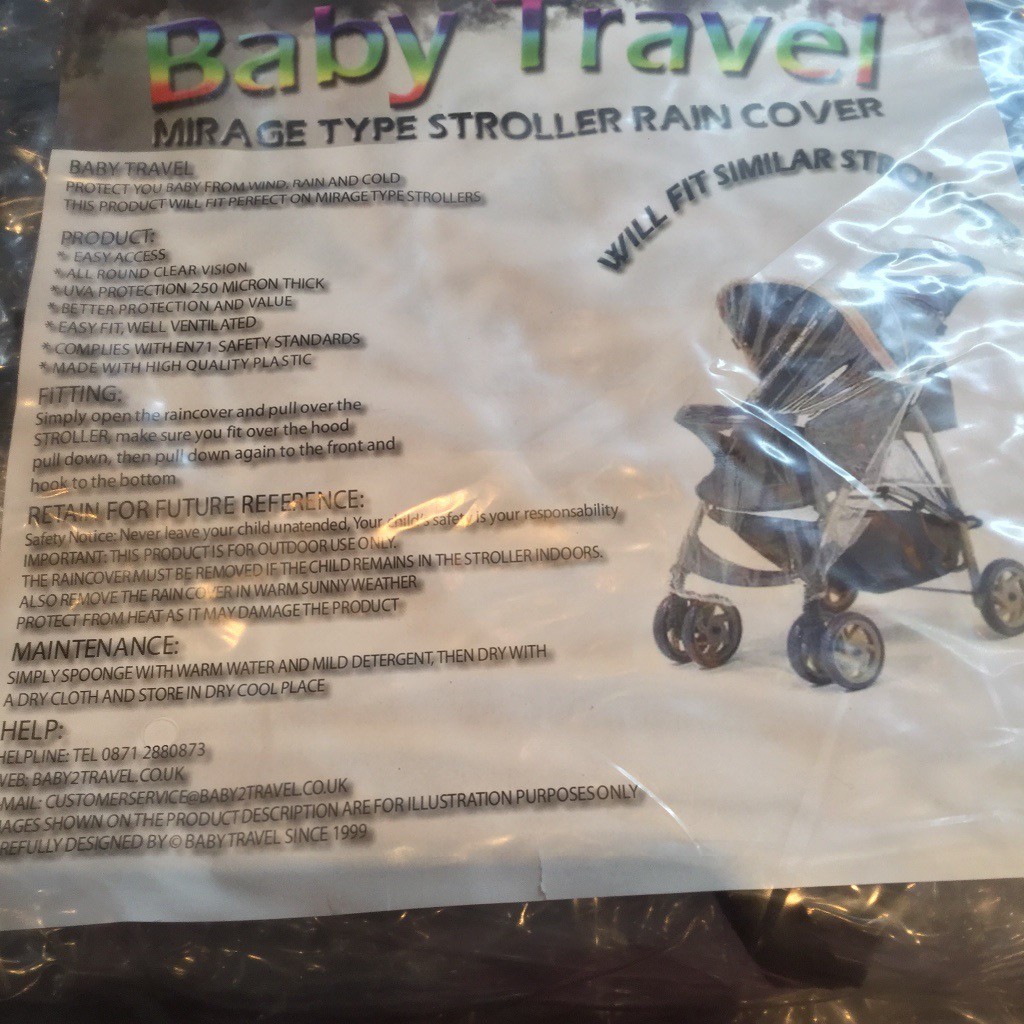 Baby Travel
MIRAGE TYPE STROLLER RAIN COVER
WILL FIT SIMILAR
BABY TRAVEL
PROTECT YOU BABY FROM WIND, RAIN AND COLD
THIS PRODUCT WILL FIT PERFECT ON MIRAGE TYPE STROLLERS
PRODUCT:
* EASY ACCESS
* ALL ROUND CLEAR VISION
* UVA PROTECTION 250 MICRON THICK
* BETTER PROTECTION AND VALUE
* EASY FIT, WELL VENTILATED
* COMPLIES WITH EN71 SAFETY STANDARDS
* MADE WITH HIGH QUALITY PLASTIC
FITTING:
Simply open the raincover and pull over the
STROLLER, make sure you fit over the hood
pull down, then pull down again to the front and
hook to the bottom
RETAIN FOR FUTURE REFERENCE:
Safety Notice: Never leave your child unatended, Your child's safety is your responsability
IMPORTANT: THIS PRODUCT IS FOR OUTDOOR USE ONLY.
THE RAINCOVER MUST BE REMOVED IF THE CHILD REMAINS IN THE STROLLER INDOORS.
ALSO REMOVE THE RAIN COVER IN WARM SUNNY WEATHER
PROTECT FROM HEAT AS IT MAY DAMAGE THE PRODUCT
MAINTENANCE:
SIMPLY SPOONGE WITH WARM WATER AND MILD DETERGENT, THEN DRY WITH
A DRY CLOTH AND STORE IN DRY COOL PLACE
HELP:
HELPLINE: TEL 0871 2880873
WEB: BABY2TRAVEL.CO.UK
EMAIL: CUSTOMERSERVICE@BABY2TRAVEL.CO.UK
IMAGES SHOWN ON THE PRODUCT DESCRIPTION ARE FOR ILLUSTRATION PURPOSES ONLY
CAREFULLY DESIGNED BY © BABY TRAVEL SINCE 1999